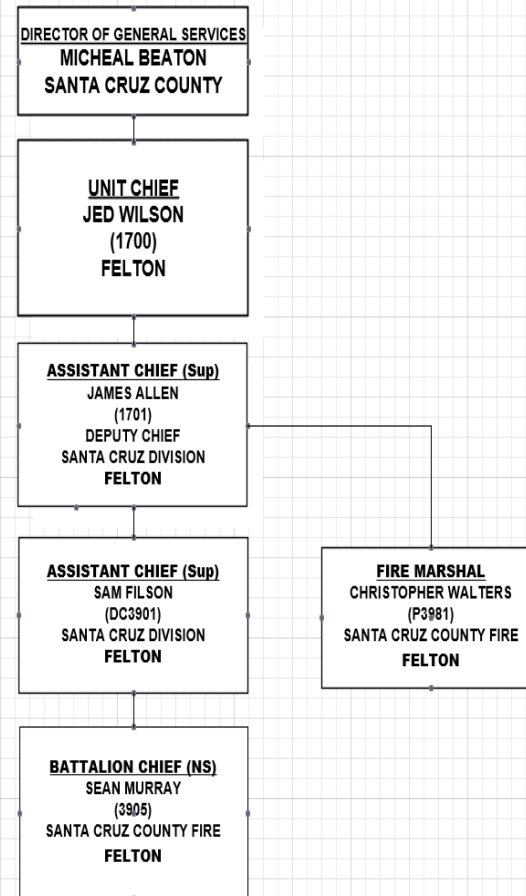 DIRECTOR OF GENERAL SERVICES
MICHEAL BEATON
SANTA CRUZ COUNTY
UNIT CHIEF
JED WILSON
(1700)
FELTON
ASSISTANT CHIEF (Sup)
JAMES ALLEN
(1701)
DEPUTY CHIEF
SANTA CRUZ DIVISION
FELTON
ASSISTANT CHIEF (Sup)
SAM FILSON
(DC3901)
SANTA CRUZ DIVISION
FELTON
FIRE MARSHAL
CHRISTOPHER WALTERS
(P3981)
SANTA CRUZ COUNTY FIRE
FELTON
BATTALION CHIEF (NS)
SEAN MURRAY
(3905)
SANTA CRUZ COUNTY FIRE
FELTON